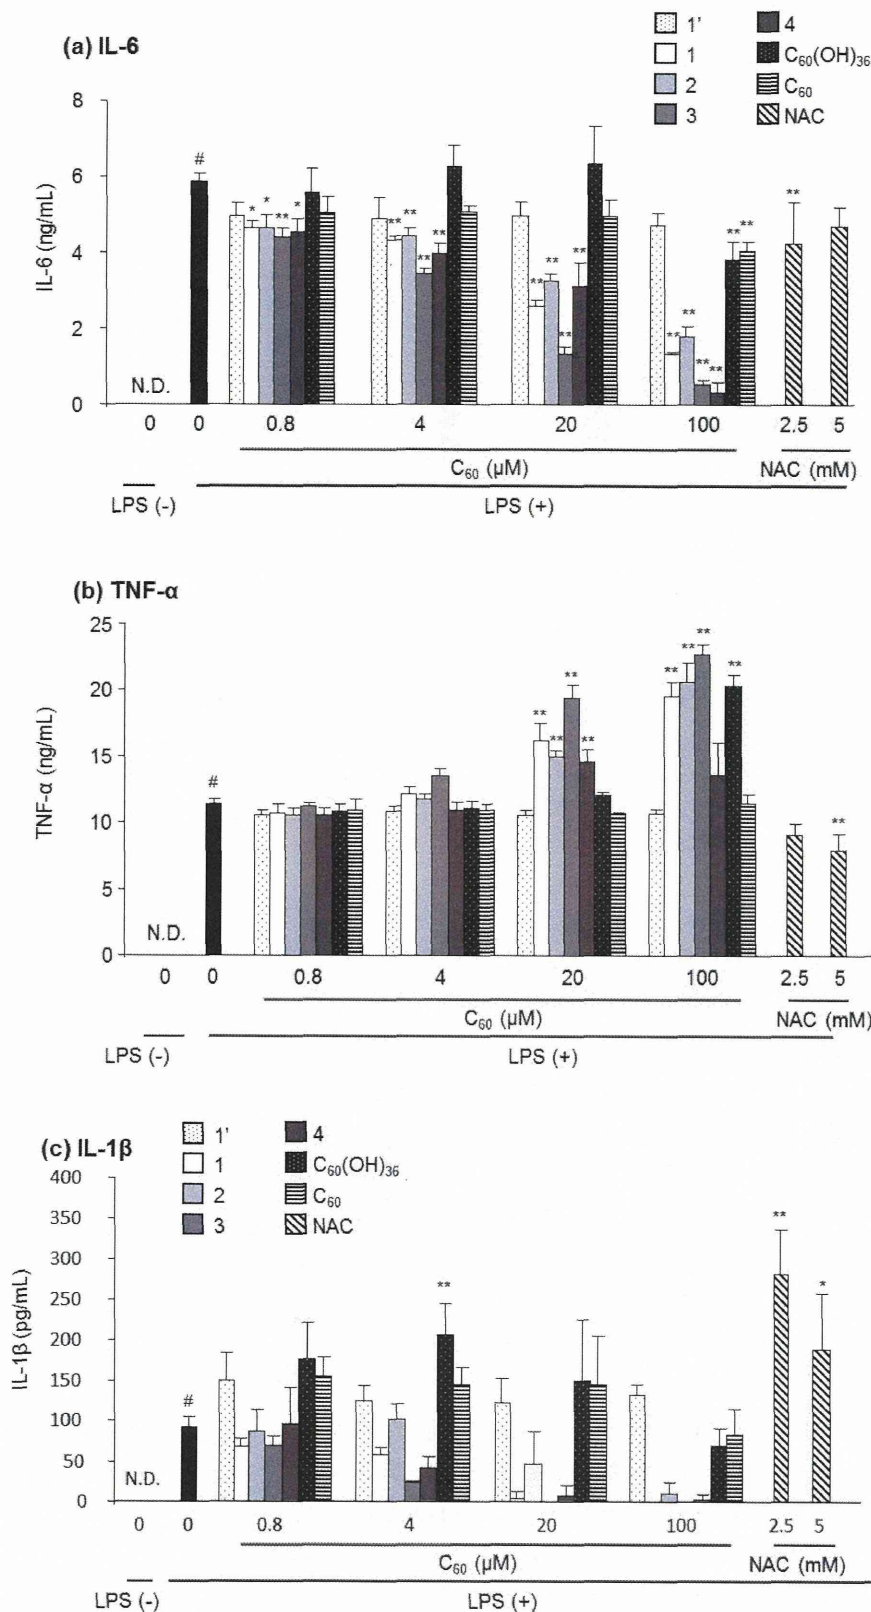 (a) IL-6
1' 4
1 C₆₀(OH)₃₆
2 C₆₀
3 NAC
IL-6 (ng/mL)
8
6
4
2
0
#
* * ** *
** ** ** **
** ** ** **
** ** ** ** ** **
**
N.D.
0 0 0.8 4 20 100 2.5 5
C₆₀ (μM) NAC (mM)
LPS (-) LPS (+)
(b) TNF-α
TNF-α (ng/mL)
25
20
15
10
5
0
#
** ** ** **
** ** ** **
**
N.D.
0 0 0.8 4 20 100 2.5 5
C₆₀ (μM) NAC (mM)
LPS (-) LPS (+)
(c) IL-1β
1' 4
1 C₆₀(OH)₃₆
2 C₆₀
3 NAC
IL-1β (pg/mL)
400
350
300
250
200
150
100
50
0
#
**
**
*
N.D.
0 0 0.8 4 20 100 2.5 5
C₆₀ (μM) NAC (mM)
LPS (-) LPS (+)